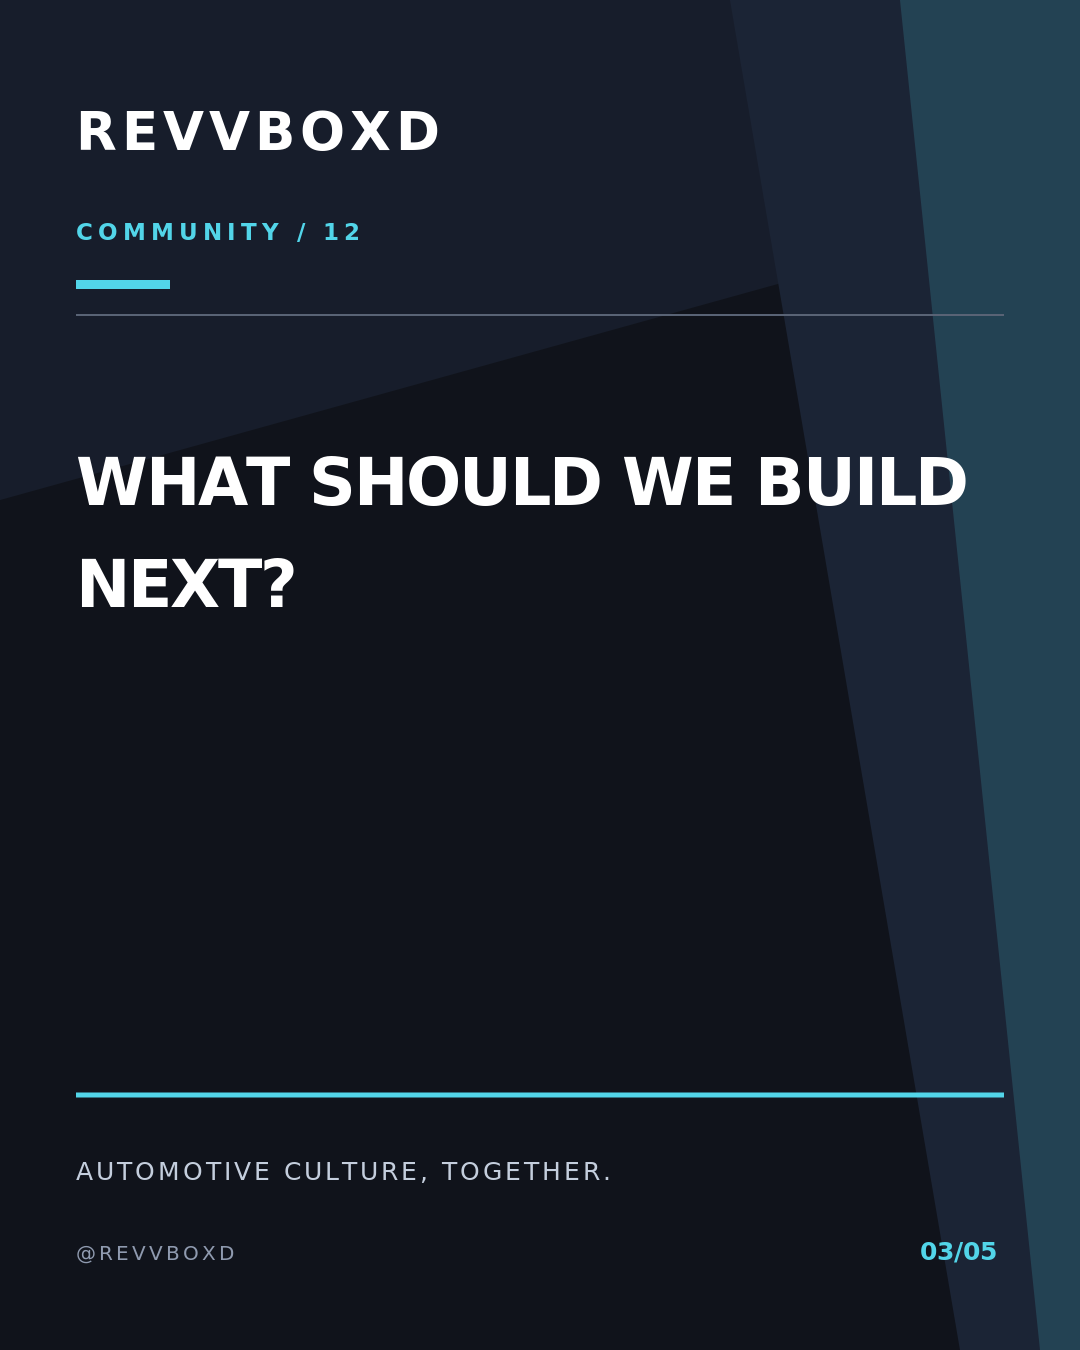 REVVBOXD
COMMUNITY / 12
WHAT SHOULD WE BUILD
NEXT?
AUTOMOTIVE CULTURE, TOGETHER.
@REVVBOXD
03/05